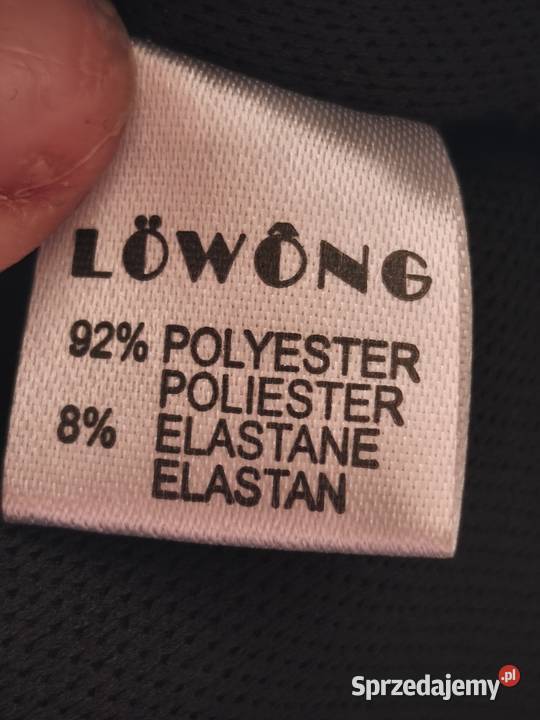 LÖWÔNG
92% POLYESTER
POLIESTER
8% ELASTANE
ELASTAN
Sprzedajemy.pl